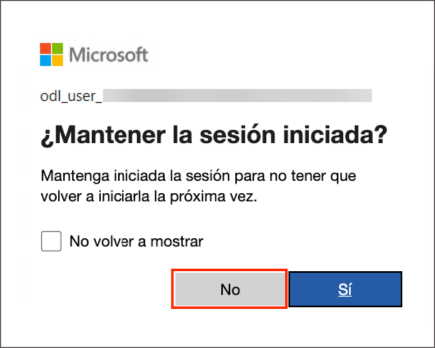 Microsoft
odl_user_
¿Mantener la sesión iniciada?
Mantenga iniciada la sesión para no tener que
volver a iniciarla la próxima vez.
No volver a mostrar
No
Sí